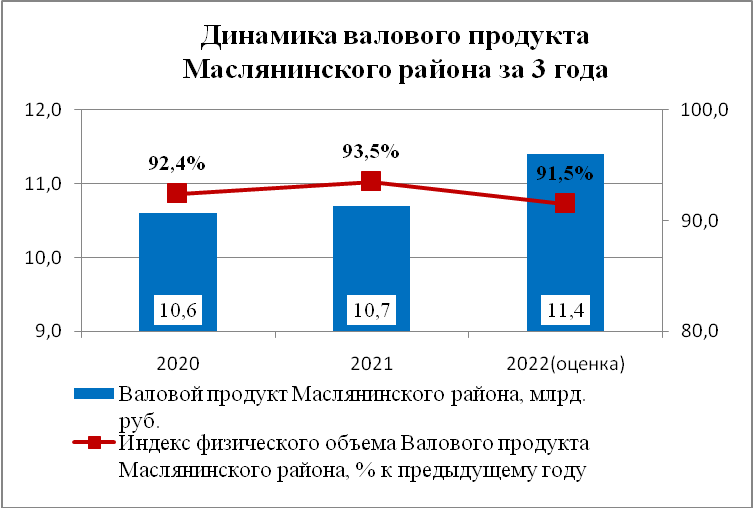 Динамика валового продукта
Маслянинского района за 3 года
12,0
11,0
10,0
9,0
100,0
90,0
80,0
92,4%
93,5%
91,5%
10,6
10,7
11,4
2020
2021
2022(оценка)
Валовой продукт Маслянинского района, млрд.
руб.
Индекс физического объема Валового продукта
Маслянинского района, % к предыдущему году